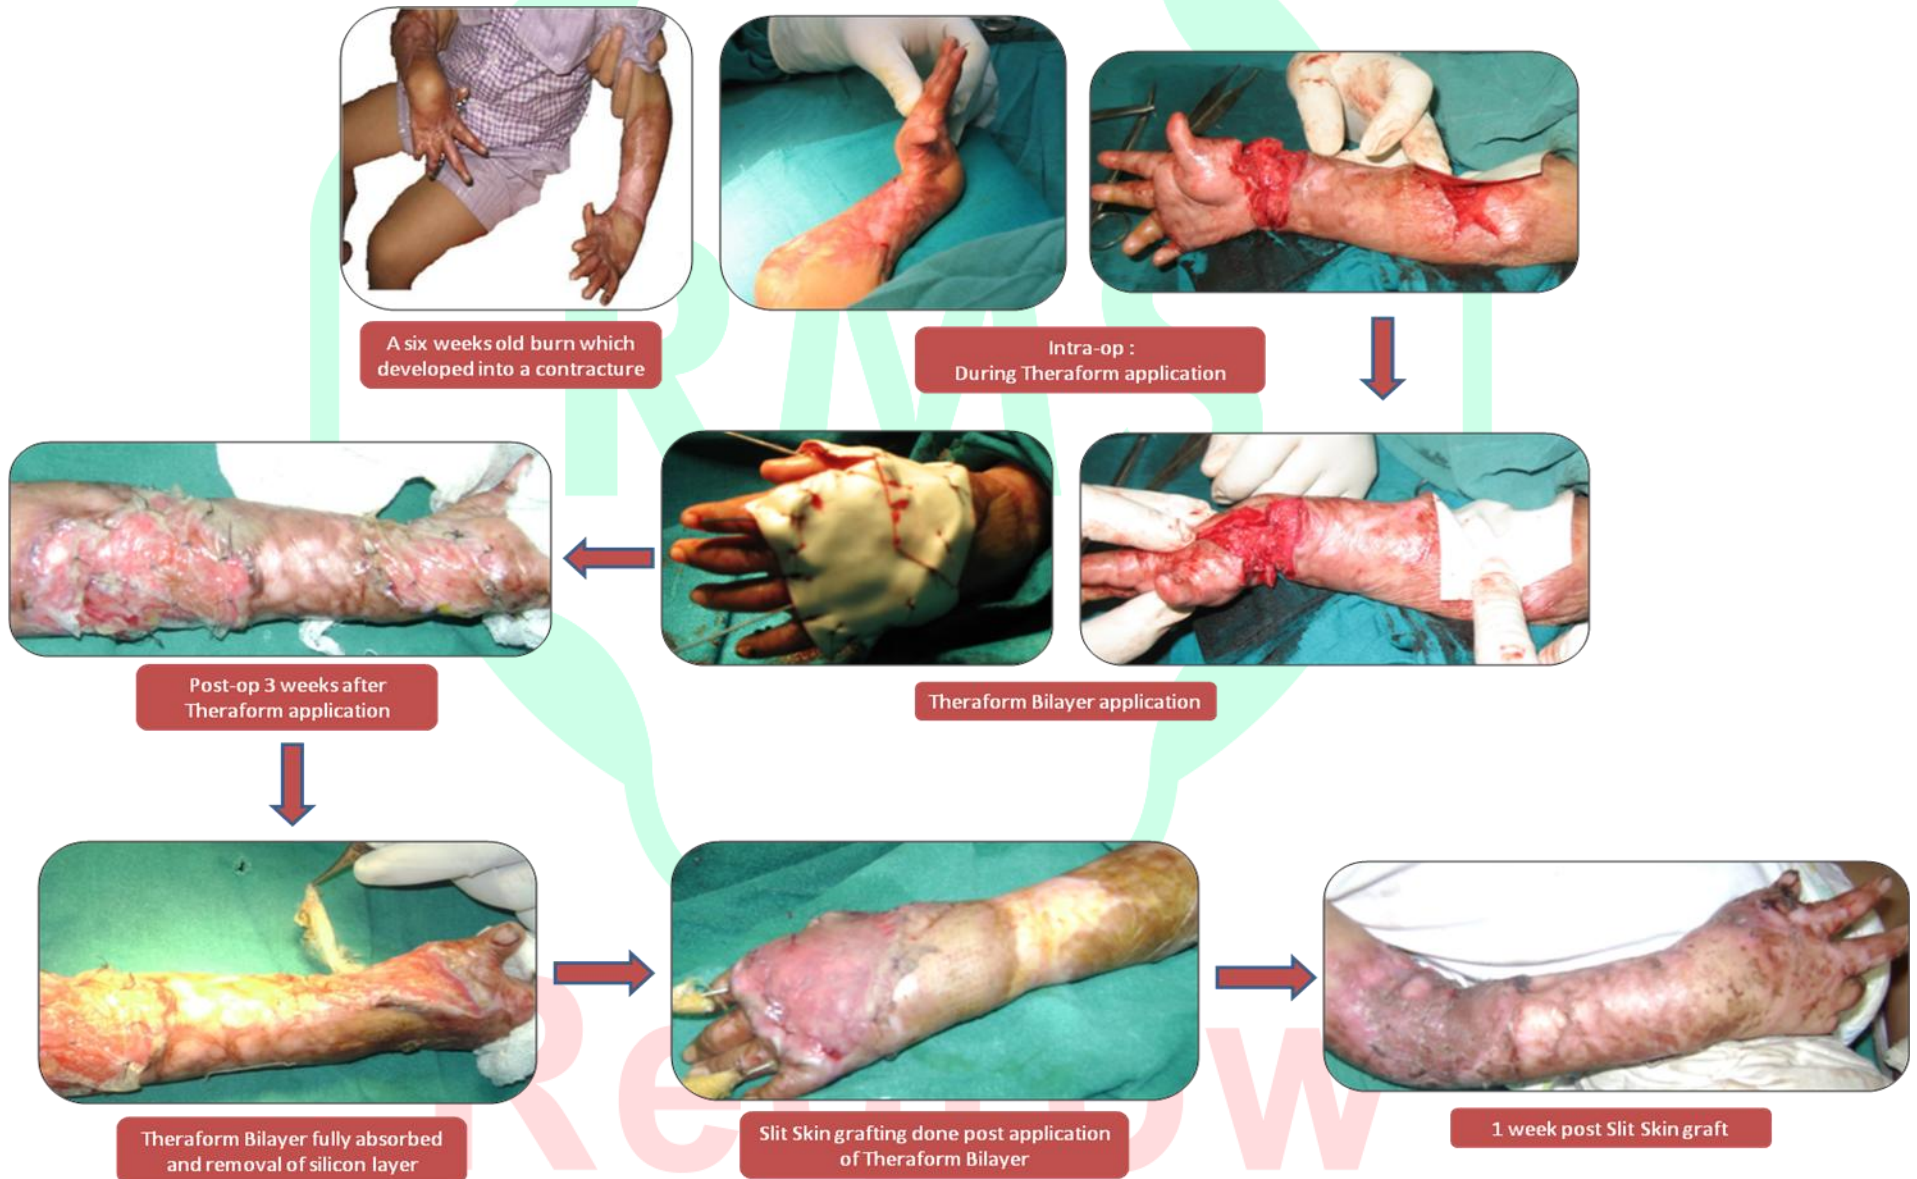 A six weeks old burn which
developed into a contracture
Intra-op :
During Theraform application
Theraform Bilayer application
Post-op 3 weeks after
Theraform application
Theraform Bilayer fully absorbed
and removal of silicon layer
Slit Skin grafting done post application
of Theraform Bilayer
1 week post Slit Skin graft
RMS